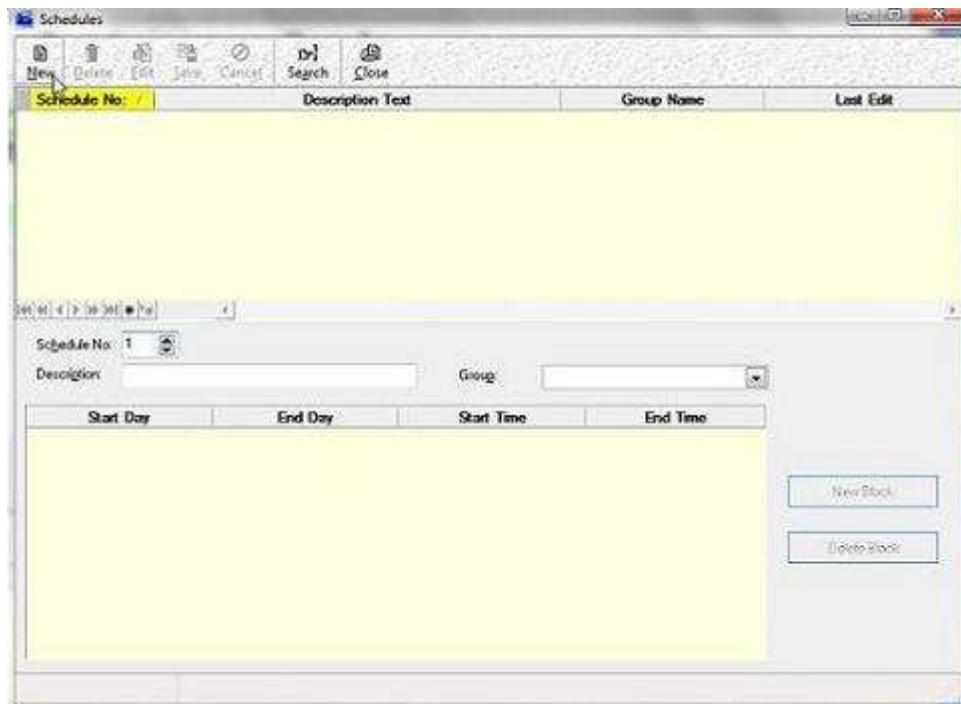 Schedules
New Delete Edit Save Cancel Search Close
Schedule No: Description Text Group Name Last Edit
Schedule No: 1
Description: Group:
Start Day End Day Start Time End Time
New Block
Delete Block